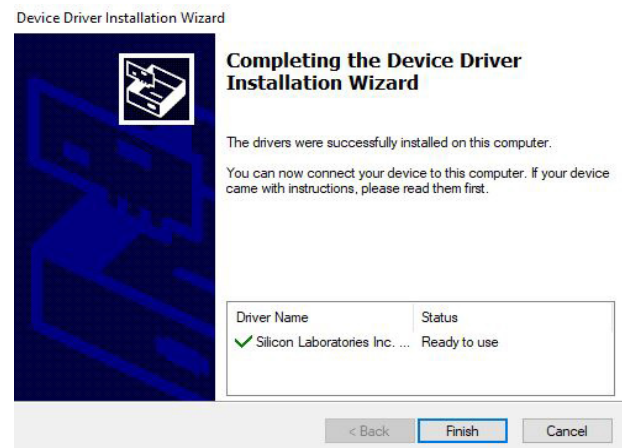 Device Driver Installation Wizard
Completing the Device Driver
Installation Wizard
The drivers were successfully installed on this computer.
You can now connect your device to this computer. If your device
came with instructions, please read them first.
Driver Name Status
Silicon Laboratories Inc. ... Ready to use
< Back Finish Cancel